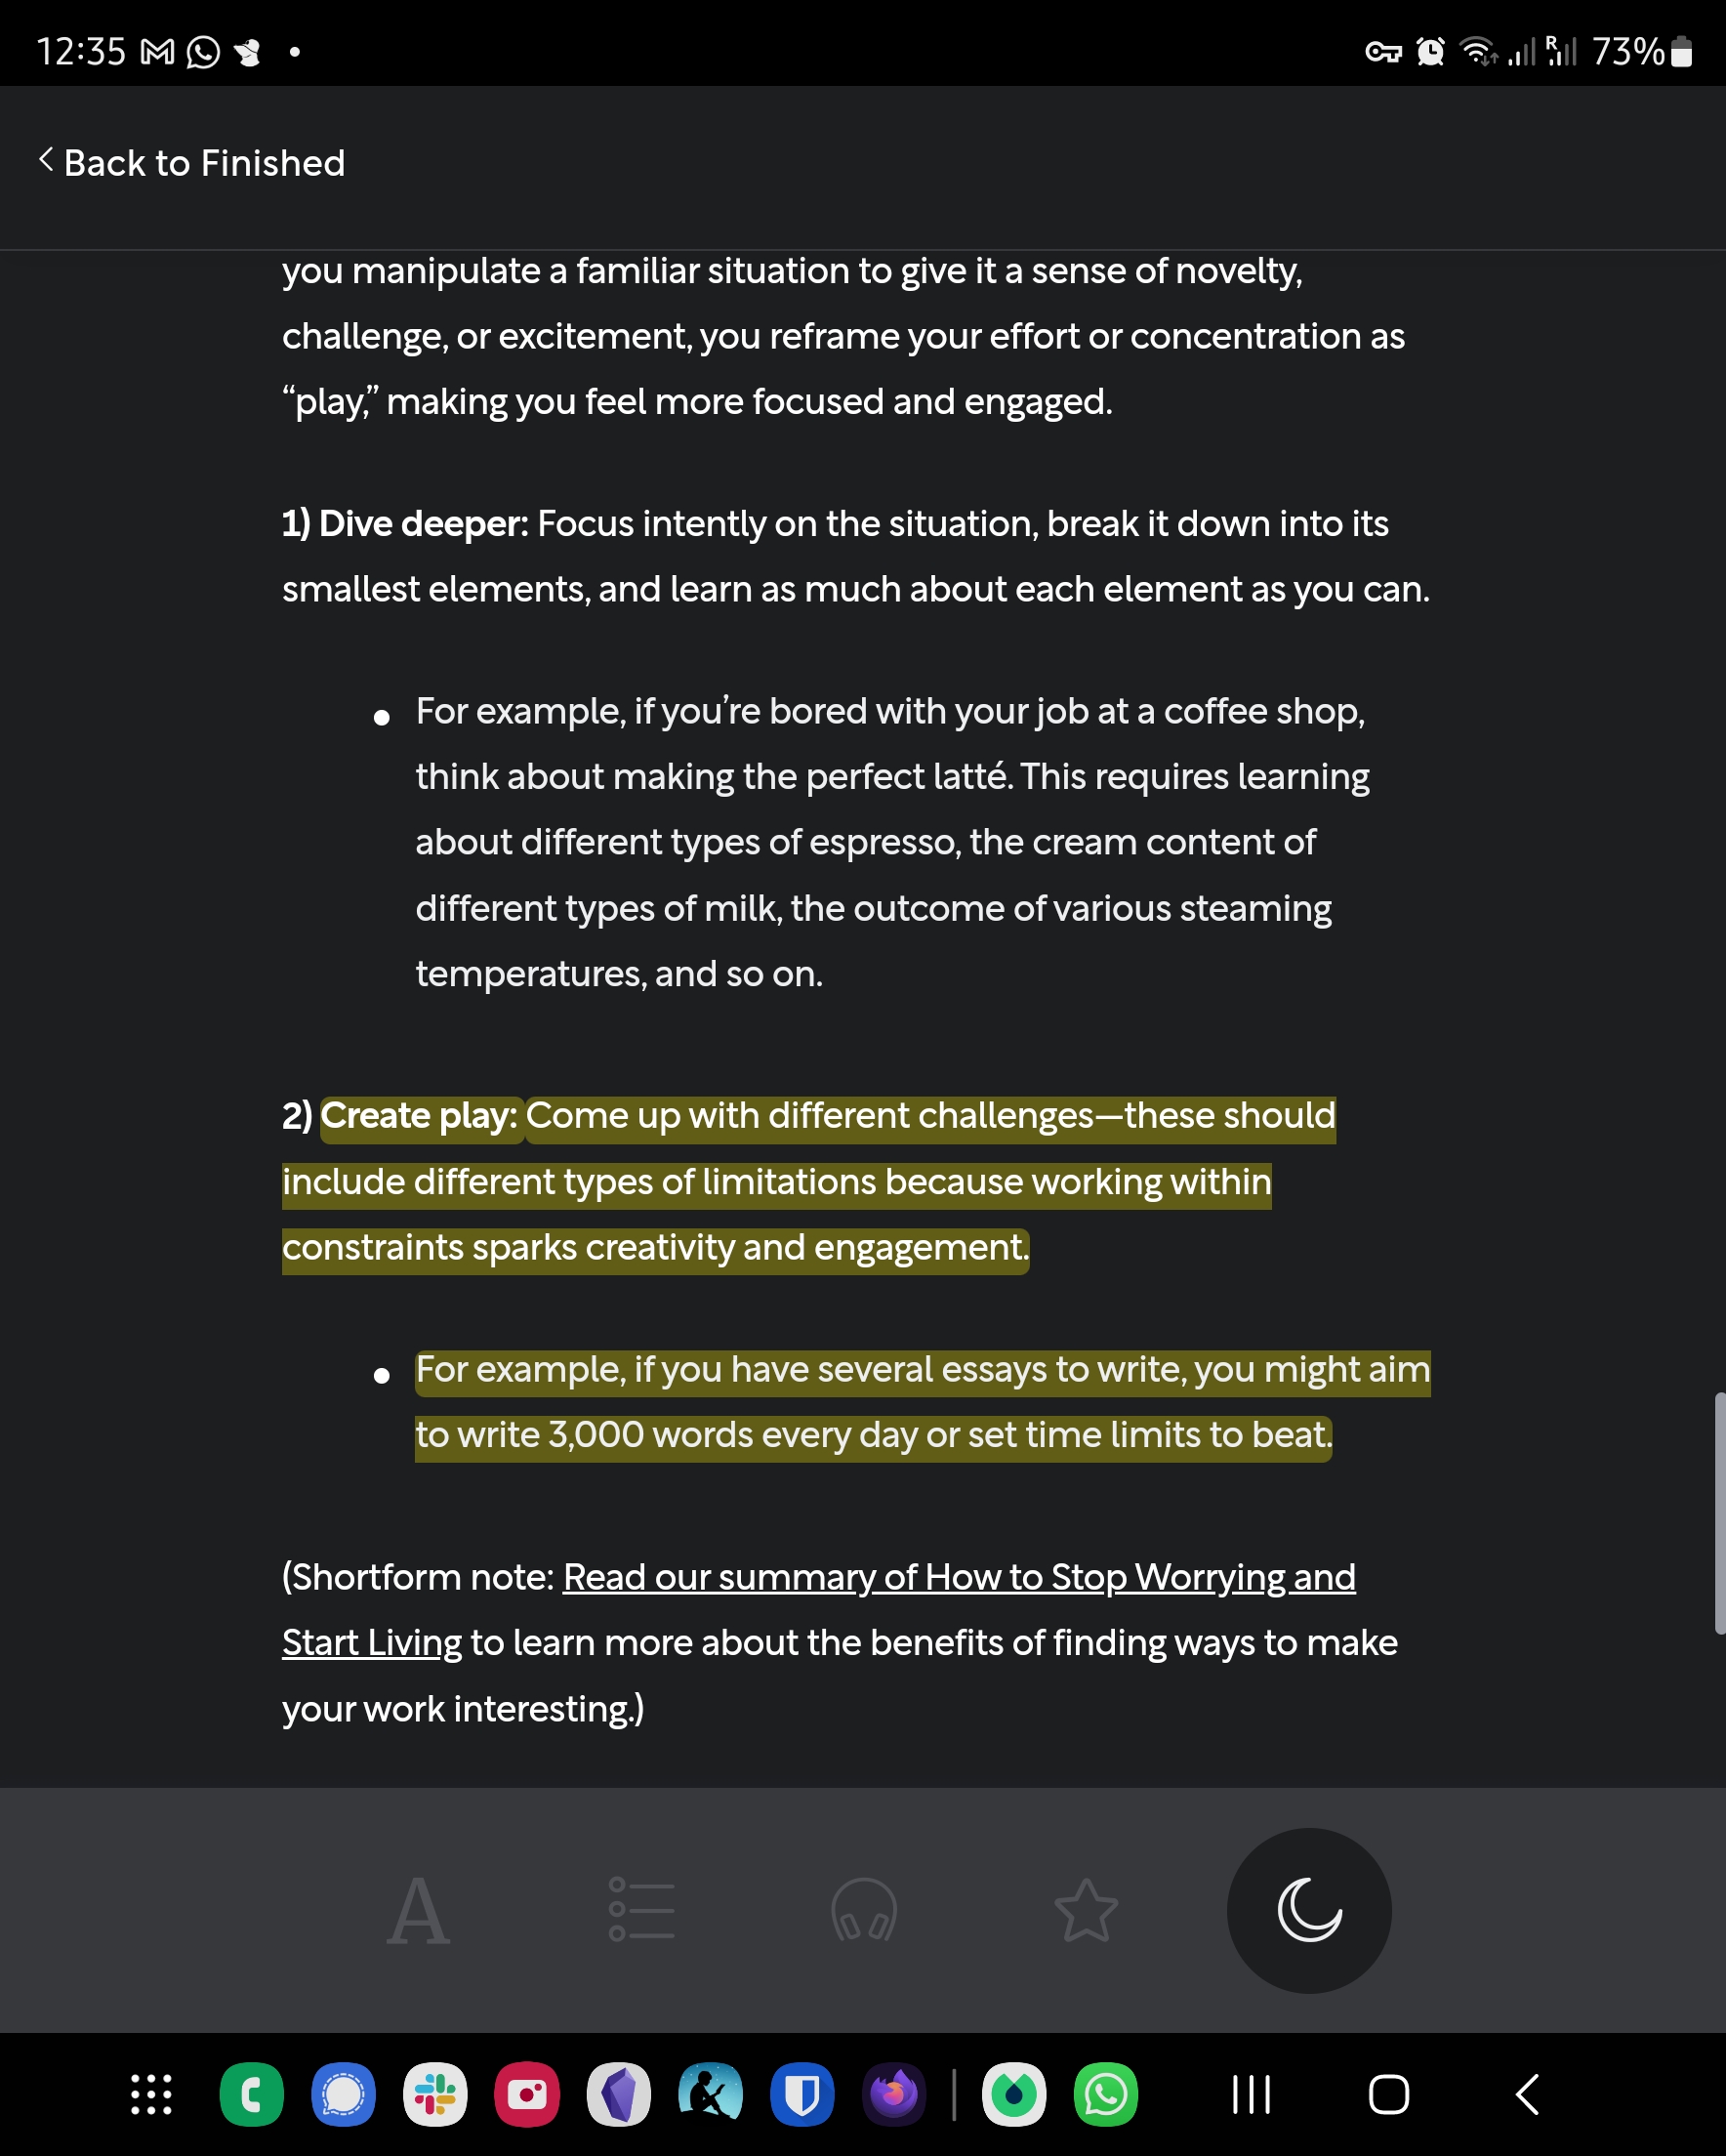 12:35
R
73%
Back to Finished
you manipulate a familiar situation to give it a sense of novelty,
challenge, or excitement, you reframe your effort or concentration as
“play,” making you feel more focused and engaged.
1) Dive deeper: Focus intently on the situation, break it down into its
smallest elements, and learn as much about each element as you can.
● For example, if you’re bored with your job at a coffee shop,
think about making the perfect latté. This requires learning
about different types of espresso, the cream content of
different types of milk, the outcome of various steaming
temperatures, and so on.
2) Create play: Come up with different challenges—these should
include different types of limitations because working within
constraints sparks creativity and engagement.
● For example, if you have several essays to write, you might aim
to write 3,000 words every day or set time limits to beat.
(Shortform note: Read our summary of How to Stop Worrying and
Start Living to learn more about the benefits of finding ways to make
your work interesting.)
A